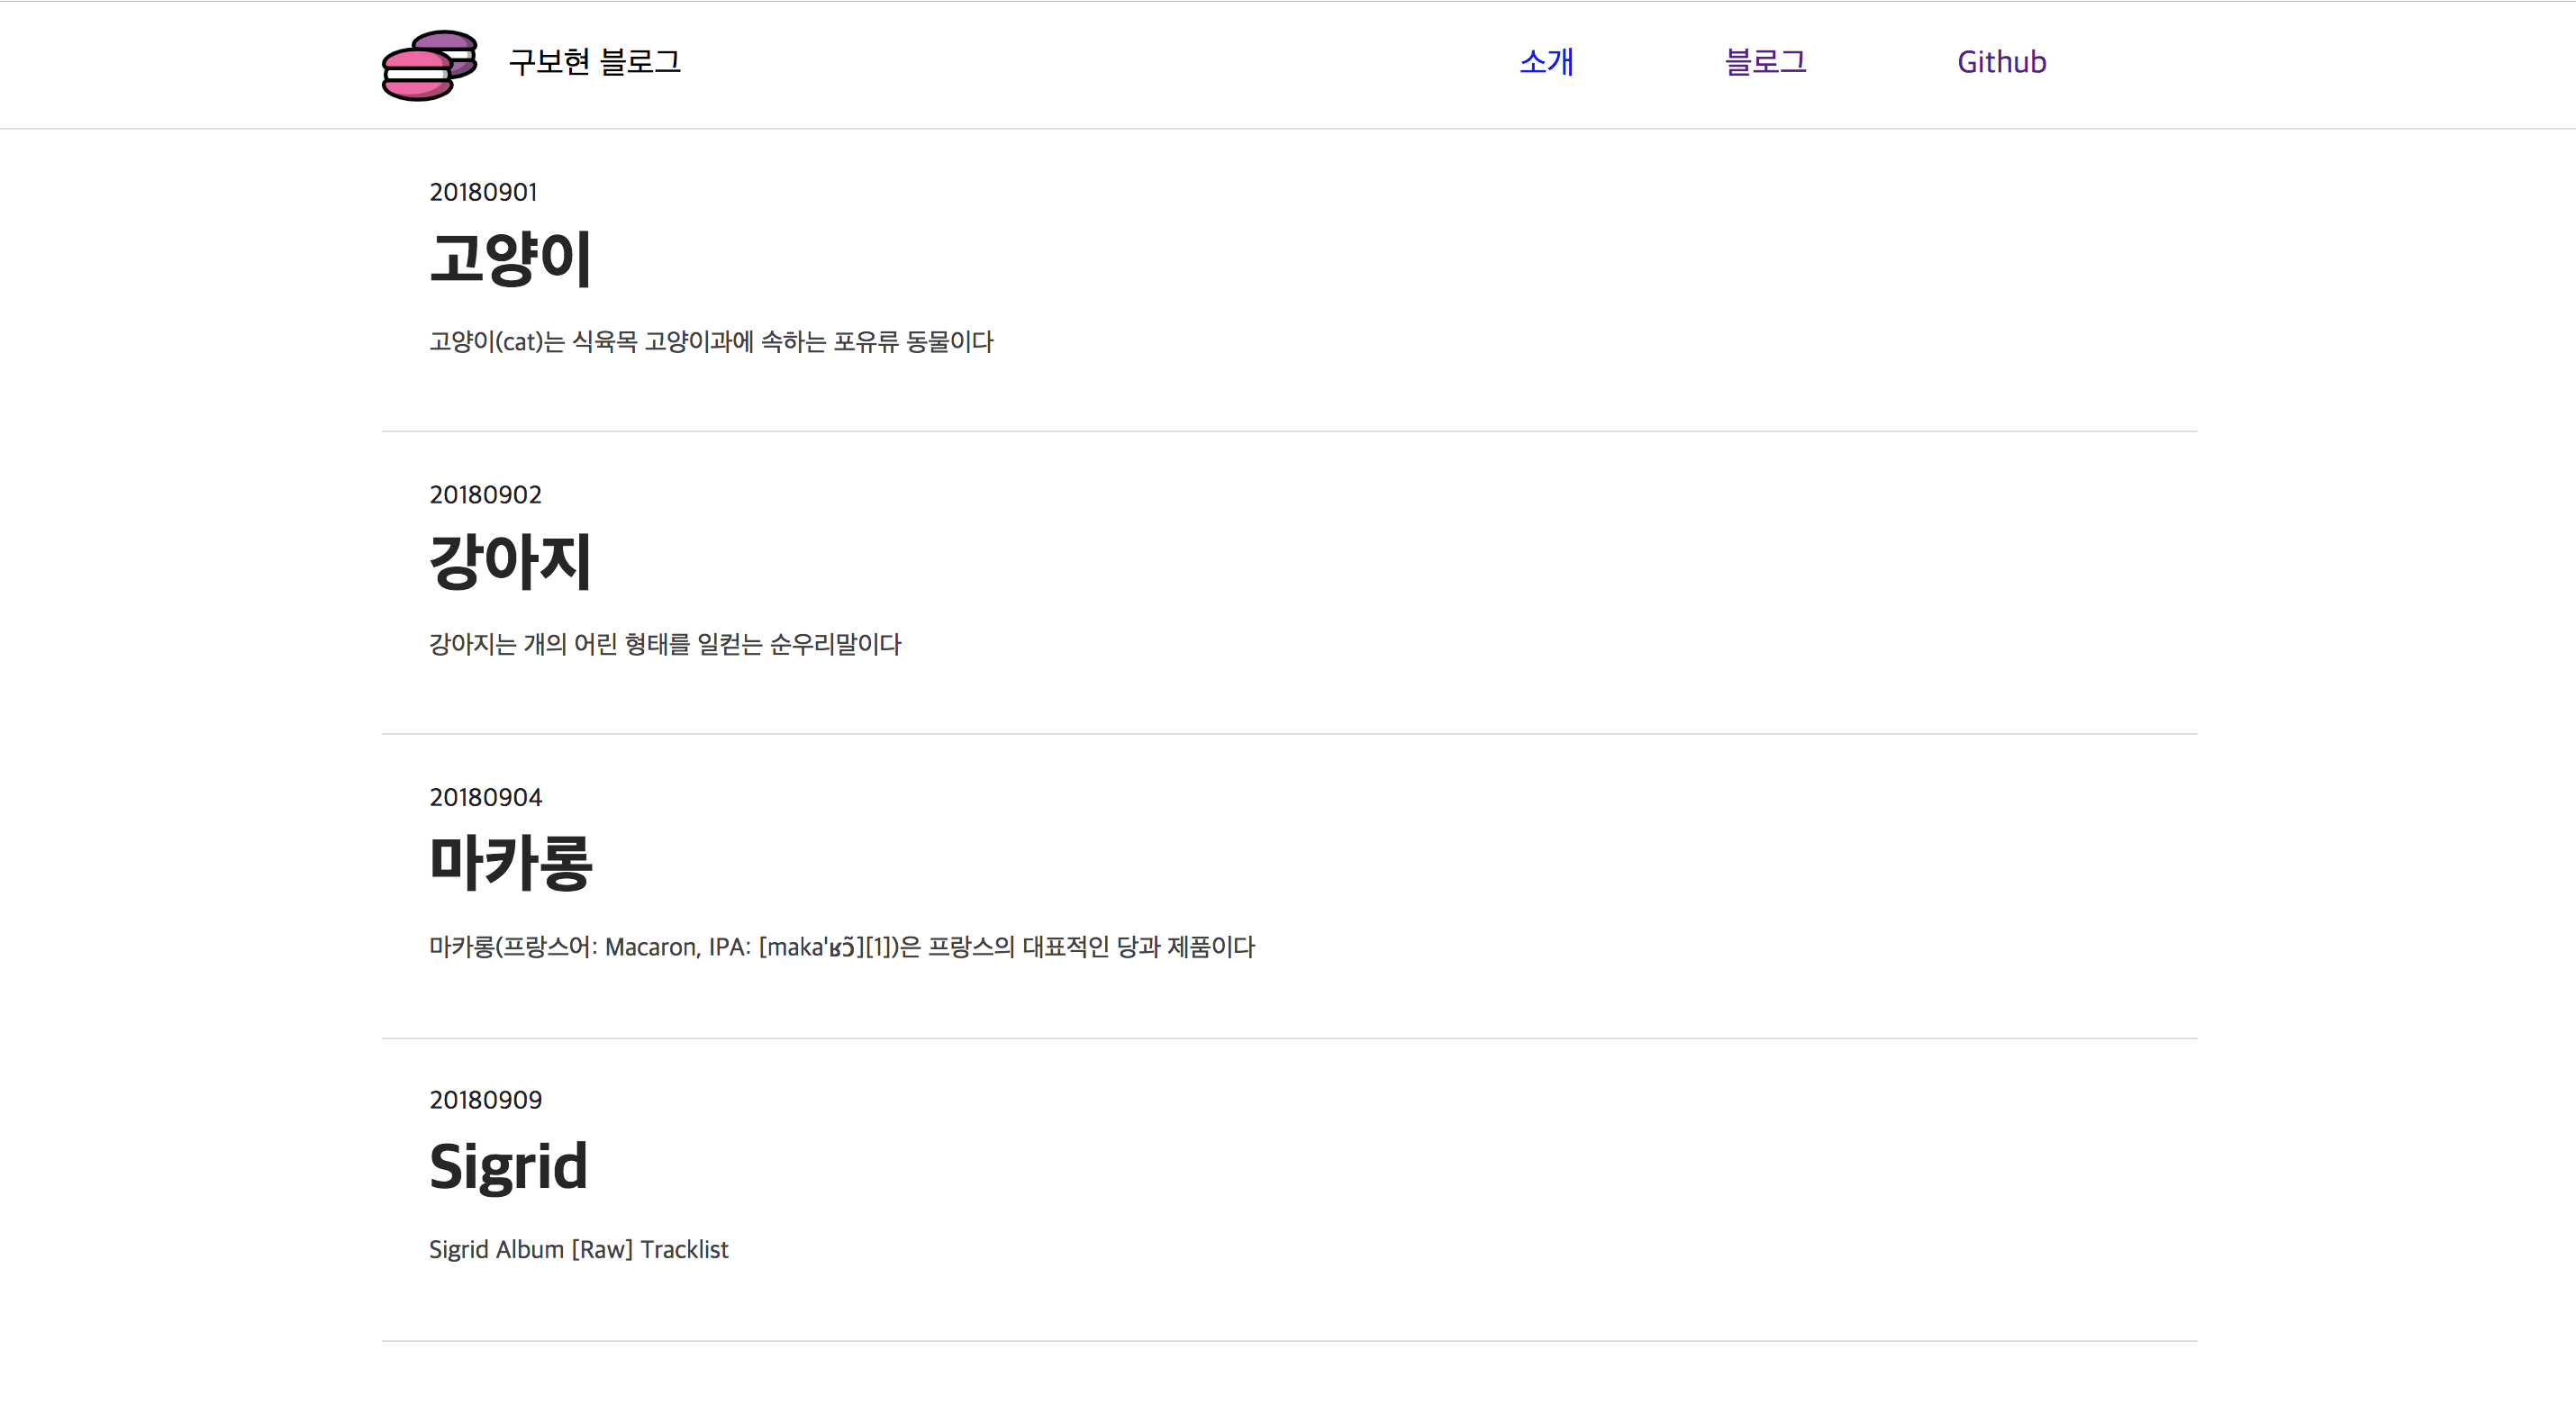 구보현 블로그
소개 블로그 Github
20180901
고양이
고양이(cat)는 식육목 고양이과에 속하는 포유류 동물이다
20180902
강아지
강아지는 개의 어린 형태를 일컫는 순우리말이다
20180904
마카롱
마카롱(프랑스어: Macaron, IPA: [maka'ʁɔ̃][1])은 프랑스의 대표적인 당과 제품이다
20180909
Sigrid
Sigrid Album [Raw] Tracklist